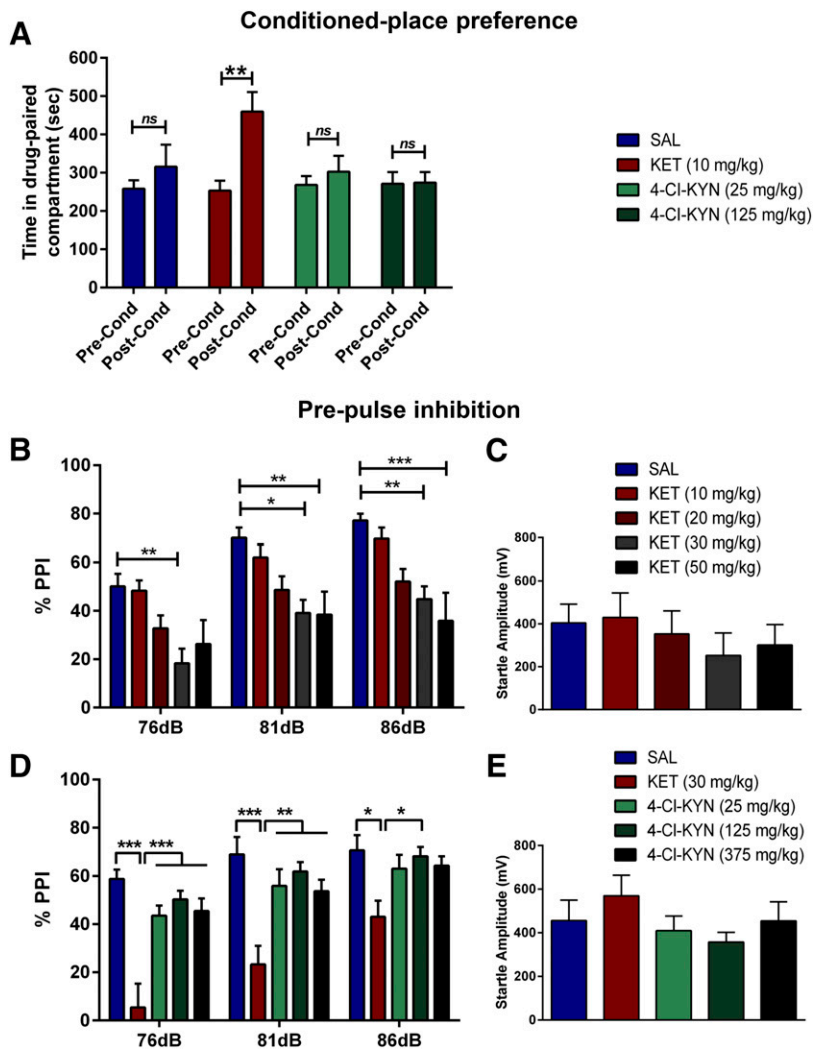 Conditioned-place preference
A
Time in drug-paired
compartment (sec)
600
500
400
300
200
100
0
ns
**
ns
ns
Pre-Cond
Post-Cond
Pre-Cond
Post-Cond
Pre-Cond
Post-Cond
Pre-Cond
Post-Cond
SAL
KET (10 mg/kg)
4-Cl-KYN (25 mg/kg)
4-Cl-KYN (125 mg/kg)
Pre-pulse inhibition
B
% PPI
100
80
60
40
20
0
**
**
*
***
**
76dB
81dB
86dB
C
SAL
KET (10 mg/kg)
KET (20 mg/kg)
KET (30 mg/kg)
KET (50 mg/kg)
Startle Amplitude (mV)
800
600
400
200
0
D
% PPI
100
80
60
40
20
0
*** ***
*** **
* *
76dB
81dB
86dB
E
SAL
KET (30 mg/kg)
4-Cl-KYN (25 mg/kg)
4-Cl-KYN (125 mg/kg)
4-Cl-KYN (375 mg/kg)
Startle Amplitude (mV)
800
600
400
200
0